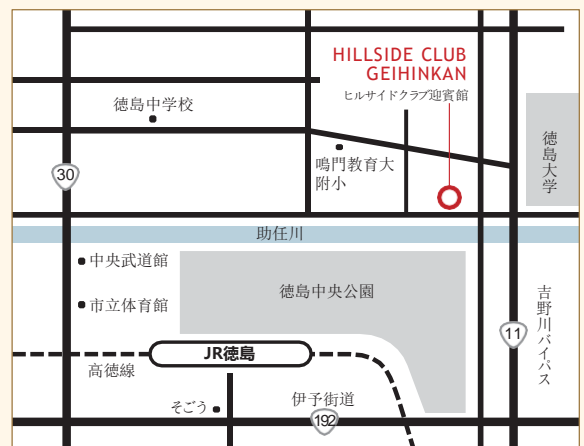 HILLSIDE CLUB
GEIHINKAN
ヒルサイドクラブ迎賓館
徳島中学校
鳴門教育大
附小
徳島大学
30
助任川
中央武道館
徳島中央公園
市立体育館
吉野川バイパス
11
JR徳島
高徳線
そごう
伊予街道
192